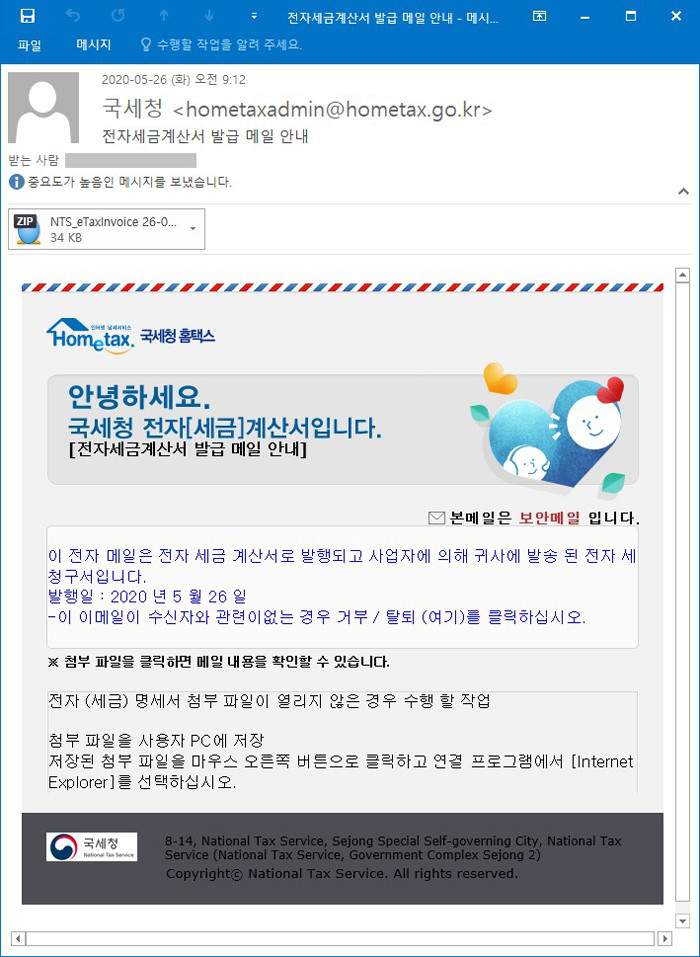 전자세금계산서 발급 메일 안내 - 메시...
파일 메시지 수행할 작업을 알려 주세요.
2020-05-26 (화) 오전 9:12
국세청 <hometaxadmin@hometax.go.kr>
전자세금계산서 발급 메일 안내
받는 사람
중요도가 높음인 메시지를 보냈습니다.
ZIP
NTS_eTaxInvoice 26-0...
34 KB
인터넷 납세서비스
Hometax. 국세청 홈택스
안녕하세요.
국세청 전자[세금]계산서입니다.
[전자세금계산서 발급 메일 안내]
본메일은 보안메일 입니다.
이 전자 메일은 전자 세금 계산서로 발행되고 사업자에 의해 귀사에 발송 된 전자 세
청구서입니다.
발행일 : 2020 년 5 월 26 일
-이 이메일이 수신자와 관련이없는 경우 거부 / 탈퇴 (여기)를 클릭하십시오.
※ 첨부 파일을 클릭하면 메일 내용을 확인할 수 있습니다.
전자 (세금) 명세서 첨부 파일이 열리지 않은 경우 수행 할 작업
첨부 파일을 사용자 PC에 저장
저장된 첨부 파일을 마우스 오른쪽 버튼으로 클릭하고 연결 프로그램에서 [Internet
Explorer]를 선택하십시오.
국세청
National Tax Service
8-14, National Tax Service, Sejong Special Self-governing City, National Tax
Service (National Tax Service, Government Complex Sejong 2)
Copyright© National Tax Service. All rights reserved.